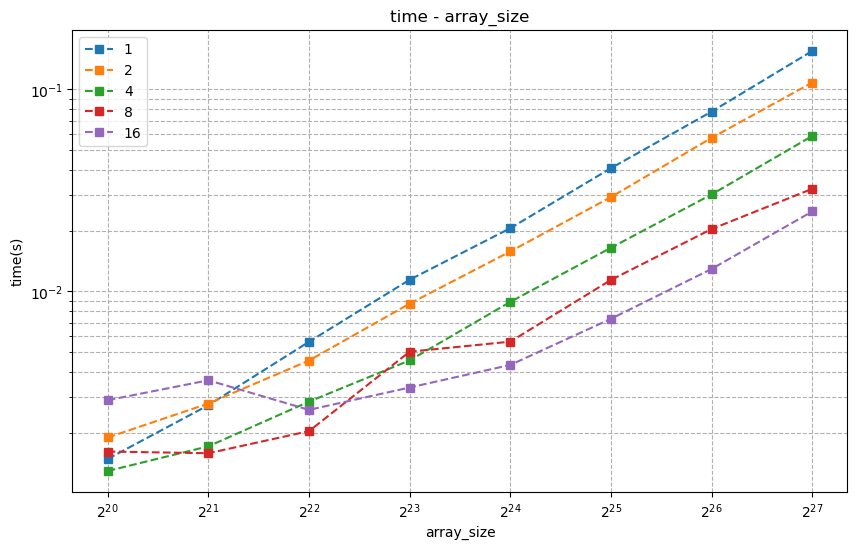 time - array_size
1
2
4
8
16
10⁻¹
10⁻²
time(s)
2²⁰ 2²¹ 2²² 2²³ 2²⁴ 2²⁵ 2²⁶ 2²⁷
array_size